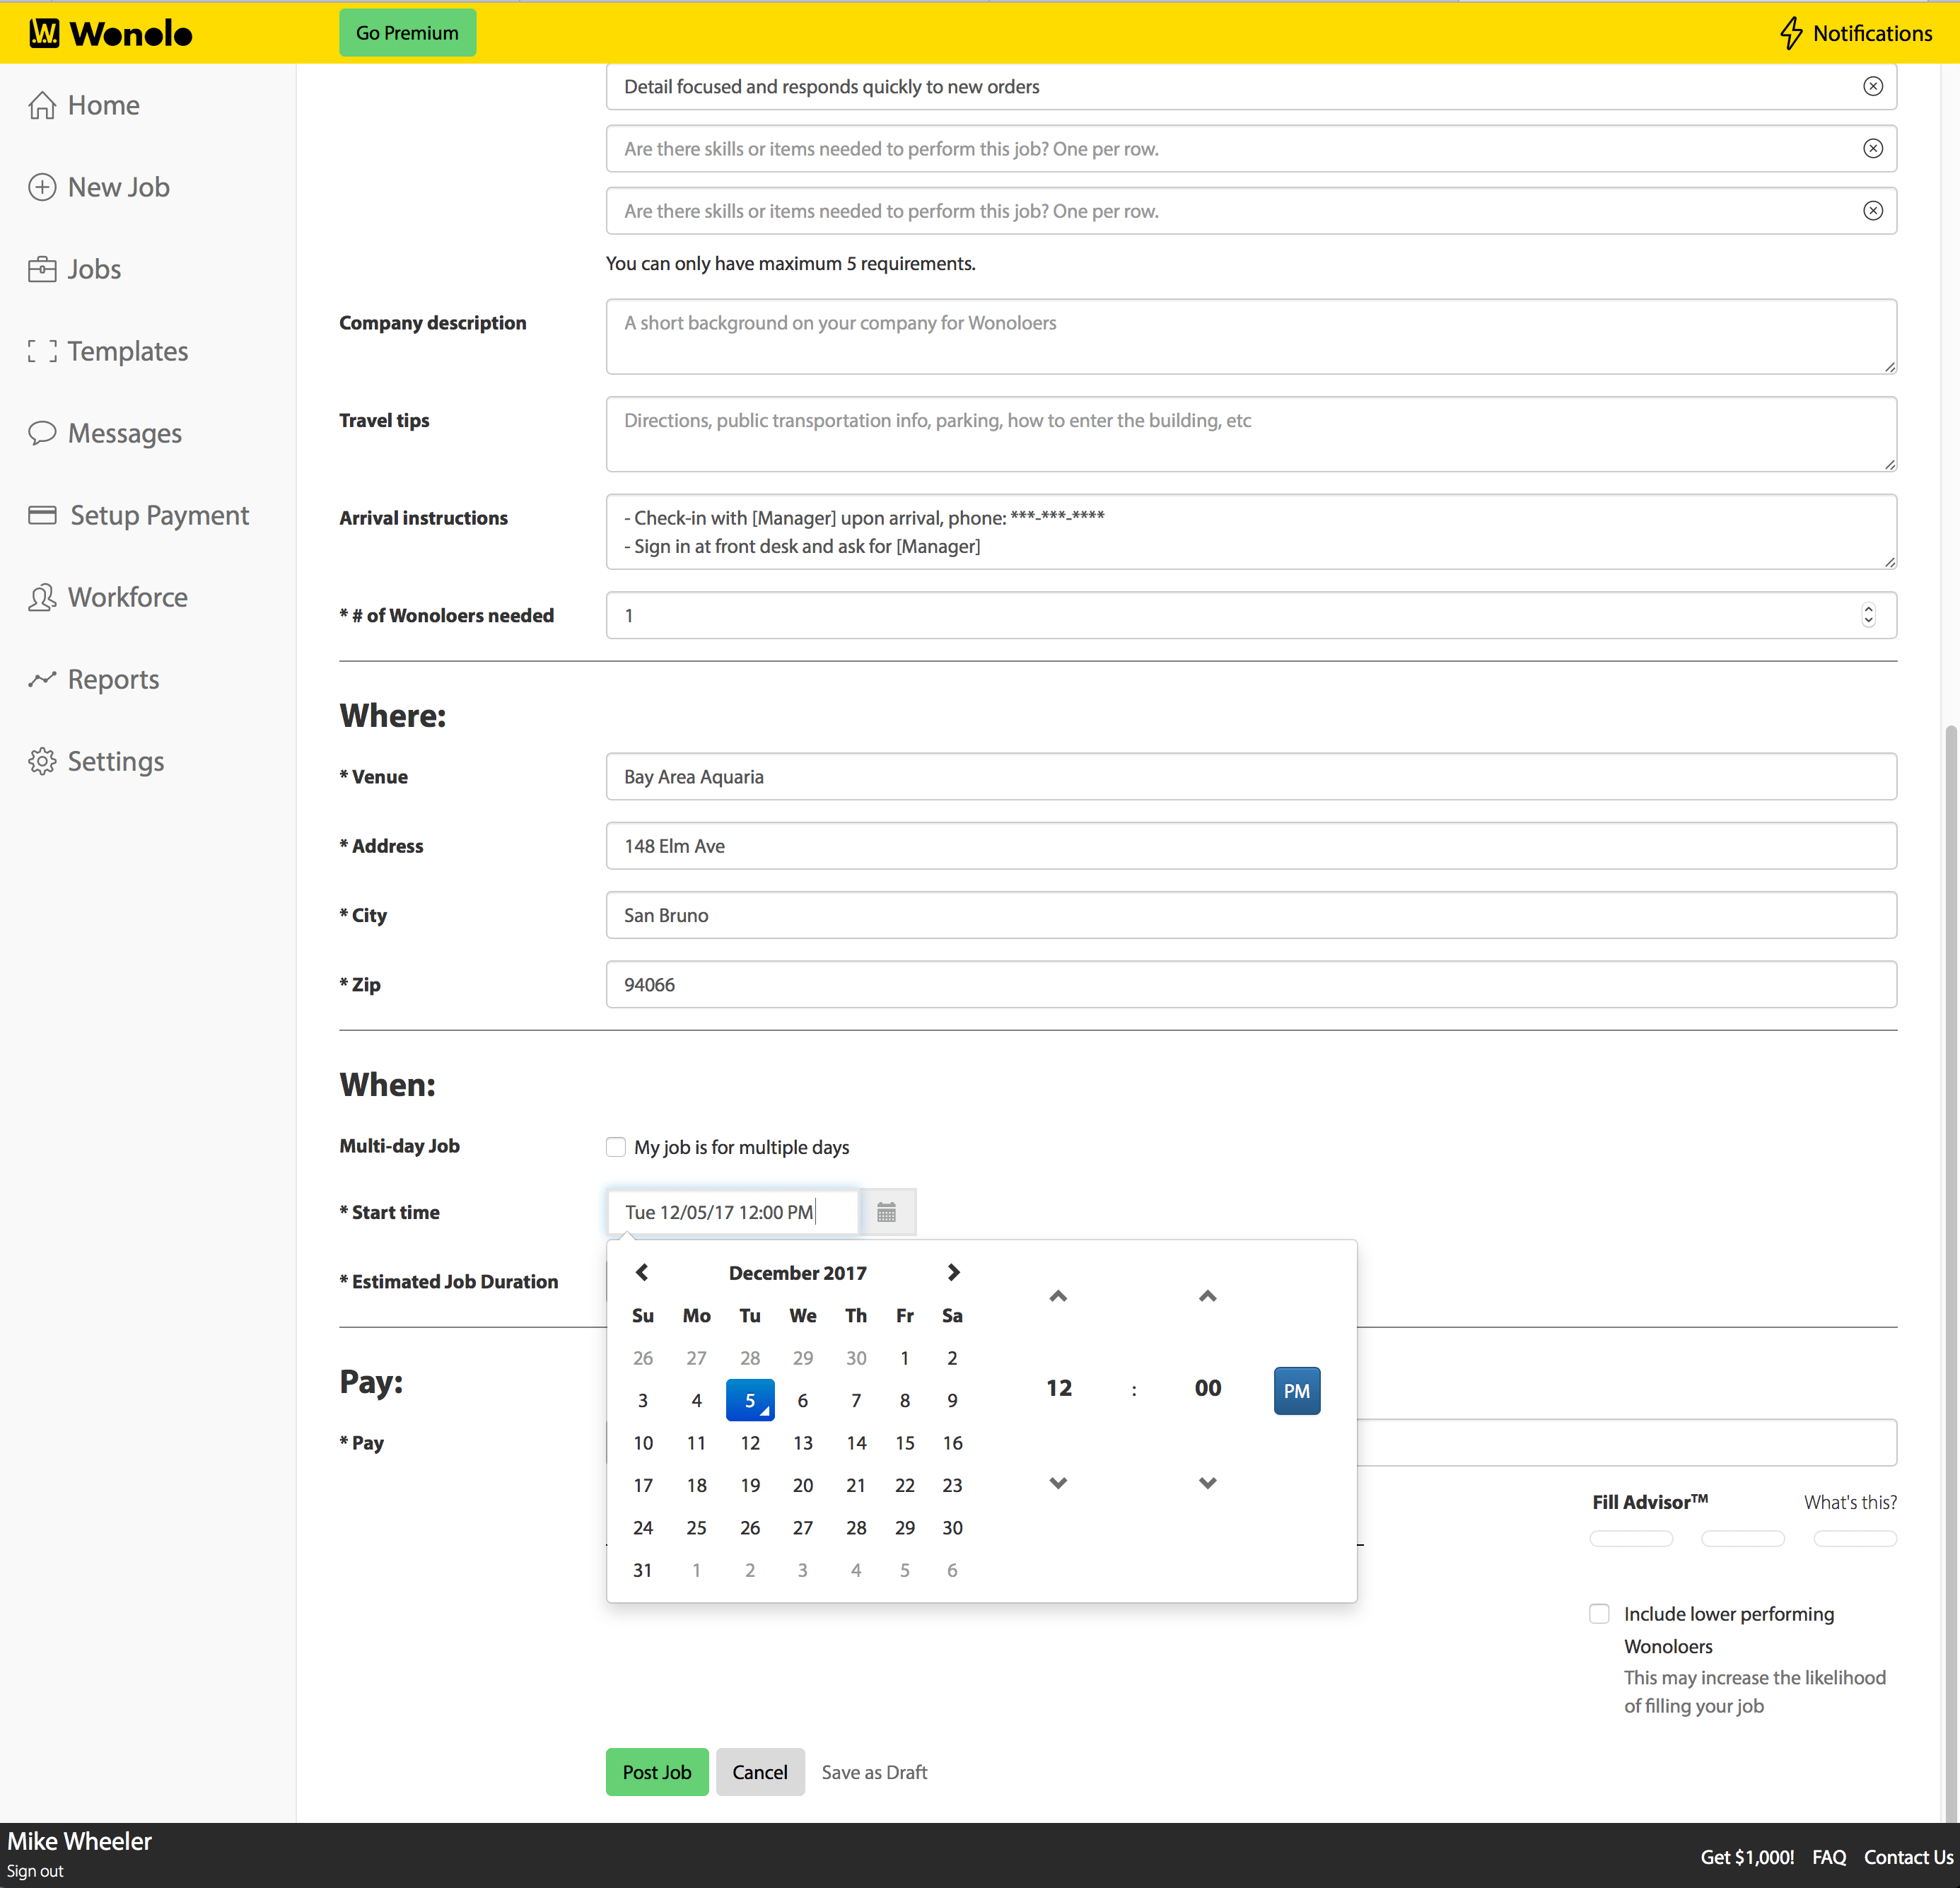 W. Wonolo
Go Premium
Notifications
Home
New Job
Jobs
Templates
Messages
Setup Payment
Workforce
Reports
Settings
Detail focused and responds quickly to new orders
Are there skills or items needed to perform this job? One per row.
Are there skills or items needed to perform this job? One per row.
You can only have maximum 5 requirements.
Company description
A short background on your company for Wonoloers
Travel tips
Directions, public transportation info, parking, how to enter the building, etc
Arrival instructions
- Check-in with [Manager] upon arrival, phone: ***-***-****
- Sign in at front desk and ask for [Manager]
* # of Wonoloers needed
1
Where:
* Venue
Bay Area Aquaria
* Address
148 Elm Ave
* City
San Bruno
* Zip
94066
When:
Multi-day Job
My job is for multiple days
* Start time
Tue 12/05/17 12:00 PM
* Estimated Job Duration
December 2017
Su Mo Tu We Th Fr Sa
26 27 28 29 30 1 2
3 4 5 6 7 8 9
10 11 12 13 14 15 16
17 18 19 20 21 22 23
24 25 26 27 28 29 30
31 1 2 3 4 5 6
12 : 00 PM
Pay:
* Pay
Fill Advisor™ What's this?
Include lower performing
Wonoloers
This may increase the likelihood
of filling your job
Post Job
Cancel
Save as Draft
Mike Wheeler
Sign out
Get $1,000! FAQ Contact Us